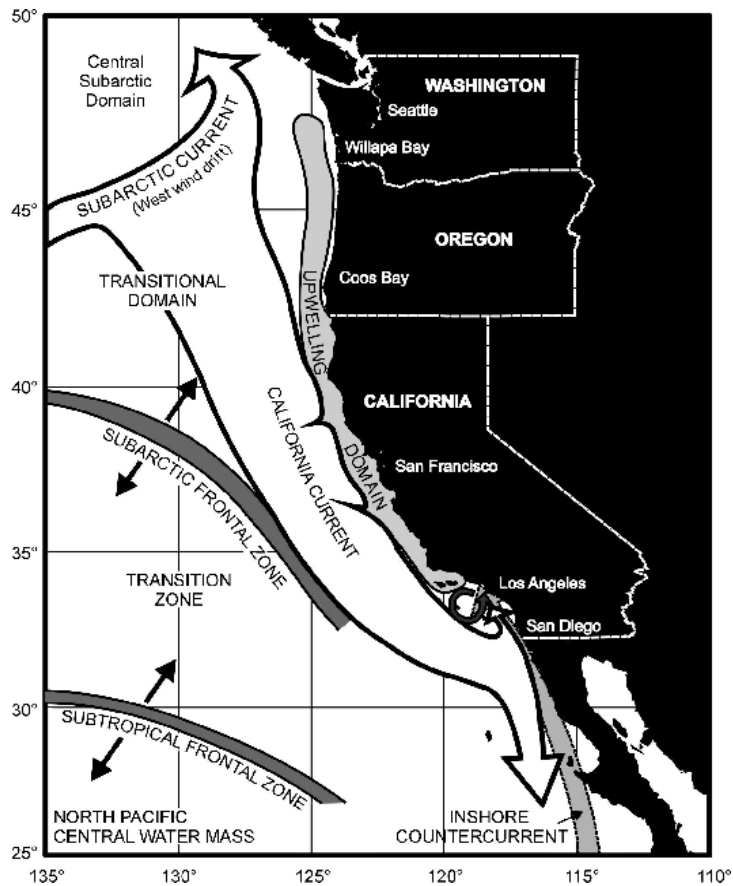 50°
Central
Subarctic
Domain
WASHINGTON
Seattle
SUBARCTIC CURRENT
(West wind drift)
Willapa Bay
45°
OREGON
TRANSITIONAL
DOMAIN
Coos Bay
UPWELLING
DOMAIN
40°
CALIFORNIA
CALIFORNIA CURRENT
SUBARCTIC FRONTAL
ZONE
San Francisco
35°
TRANSITION
ZONE
Los Angeles
San Diego
30°
SUBTROPICAL FRONTAL
ZONE
NORTH PACIFIC
CENTRAL WATER MASS
INSHORE
COUNTERCURRENT
25°
135°
130°
125°
120°
115°
110°